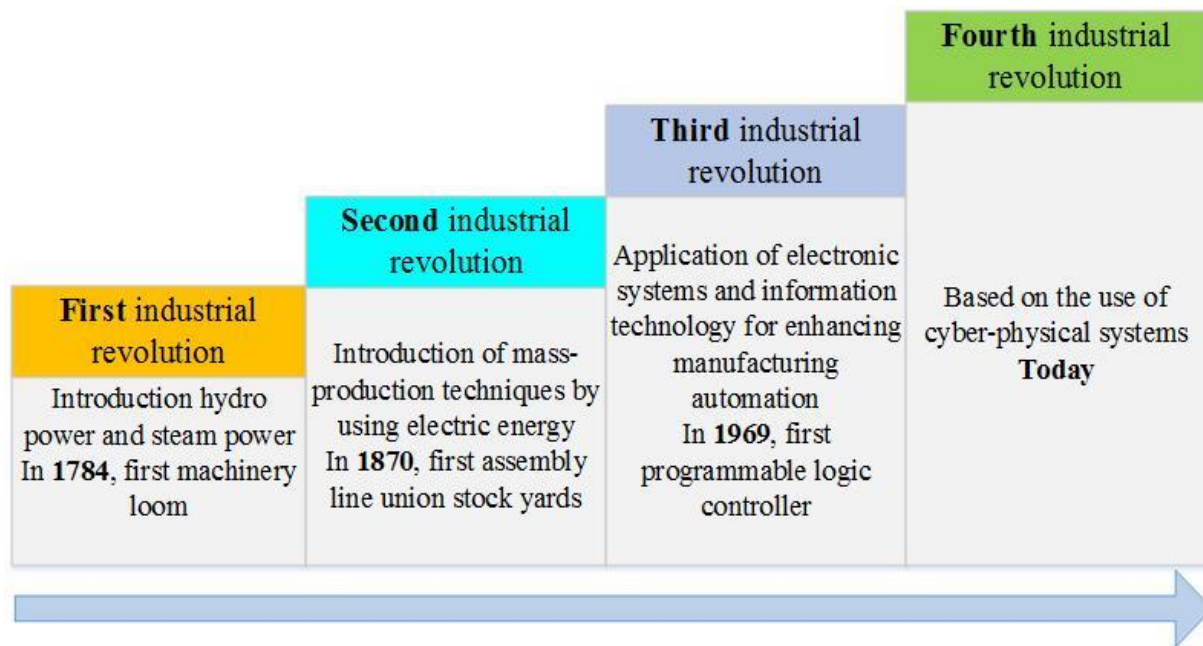 First industrial
revolution
Introduction hydro
power and steam power
In 1784, first machinery
loom
Second industrial
revolution
Introduction of mass-
production techniques by
using electric energy
In 1870, first assembly
line union stock yards
Third industrial
revolution
Application of electronic
systems and information
technology for enhancing
manufacturing
automation
In 1969, first
programmable logic
controller
Fourth industrial
revolution
Based on the use of
cyber-physical systems
Today